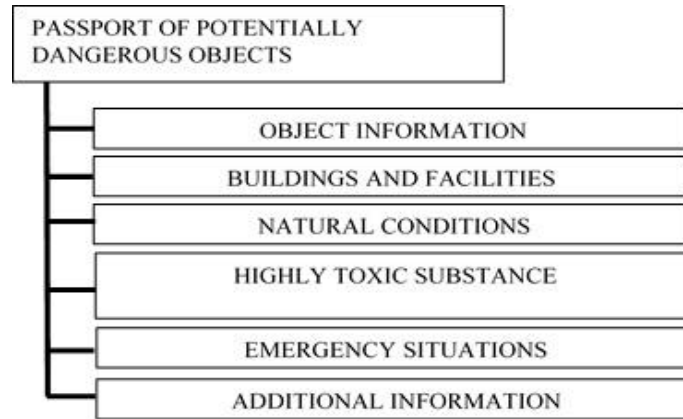 PASSPORT OF POTENTIALLY
DANGEROUS OBJECTS
OBJECT INFORMATION
BUILDINGS AND FACILITIES
NATURAL CONDITIONS
HIGHLY TOXIC SUBSTANCE
EMERGENCY SITUATIONS
ADDITIONAL INFORMATION